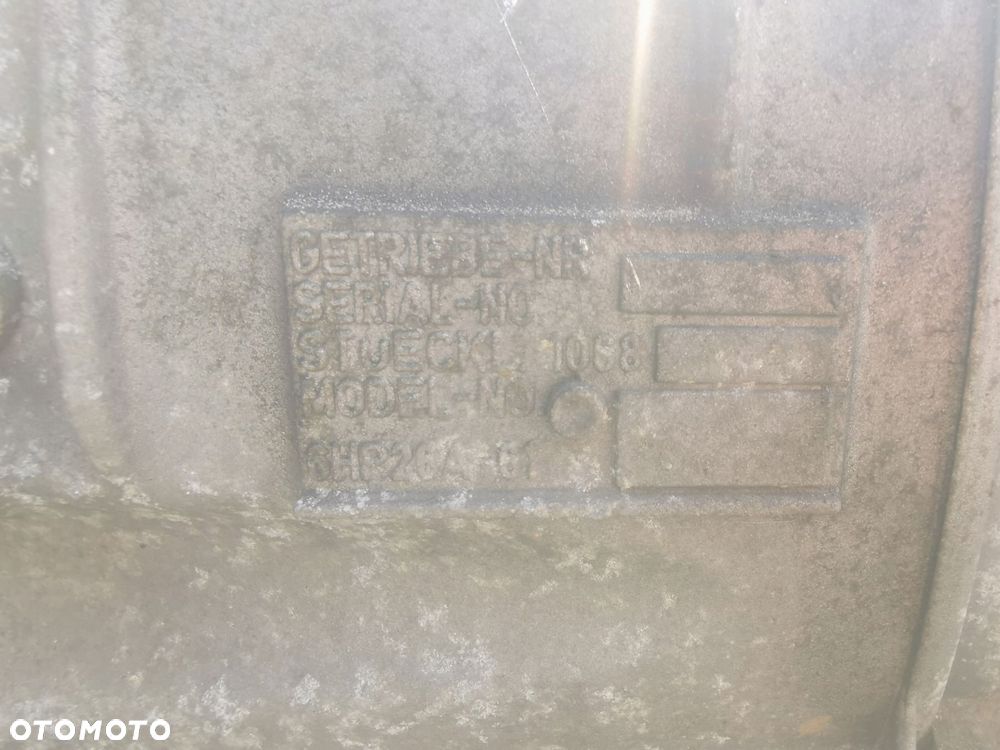 GETRIEBE-NR
SERIAL-NO
STUECKL. 1068
MODEL-NO
6HP26A-61
OTOMOTO